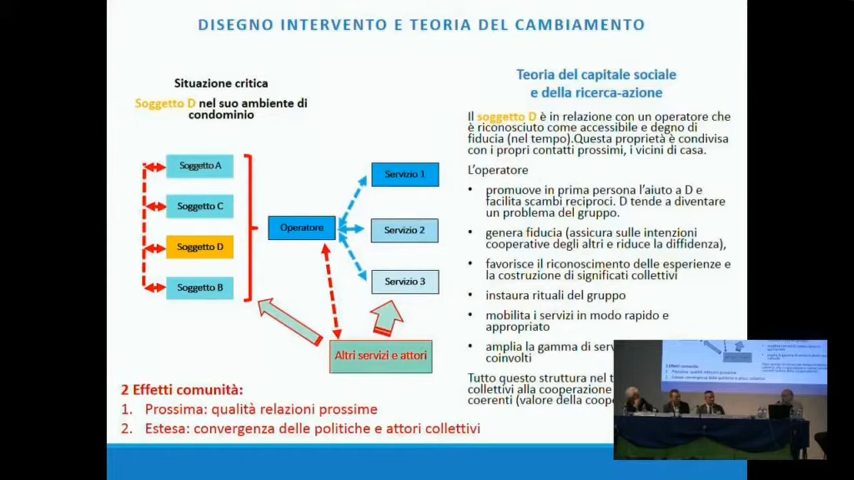 DISEGNO INTERVENTO E TEORIA DEL CAMBIAMENTO
Situazione critica
Soggetto D nel suo ambiente di
condominio
Soggetto A
Soggetto C
Soggetto D
Soggetto B
Operatore
Servizio 1
Servizio 2
Servizio 3
Altri servizi e attori
2 Effetti comunità:
1. Prossima: qualità relazioni prossime
2. Estesa: convergenza delle politiche e attori collettivi
Teoria del capitale sociale
e della ricerca-azione
Il soggetto D è in relazione con un operatore che
è riconosciuto come accessibile e degno di
fiducia (nel tempo).Questa proprietà è condivisa
con i propri contatti prossimi, i vicini di casa.
L'operatore
• promuove in prima persona l'aiuto a D e
facilita scambi reciproci. D tende a diventare
un problema del gruppo.
• genera fiducia (assicura sulle intenzioni
cooperative degli altri e riduce la diffidenza),
• favorisce il riconoscimento delle esperienze e
la costruzione di significati collettivi
• instaura rituali del gruppo
• mobilita i servizi in modo rapido e
appropriato
• amplia la gamma di
coinvolti
Tutto questo struttura nel
collettivi alla cooperazione
coerenti (valore della